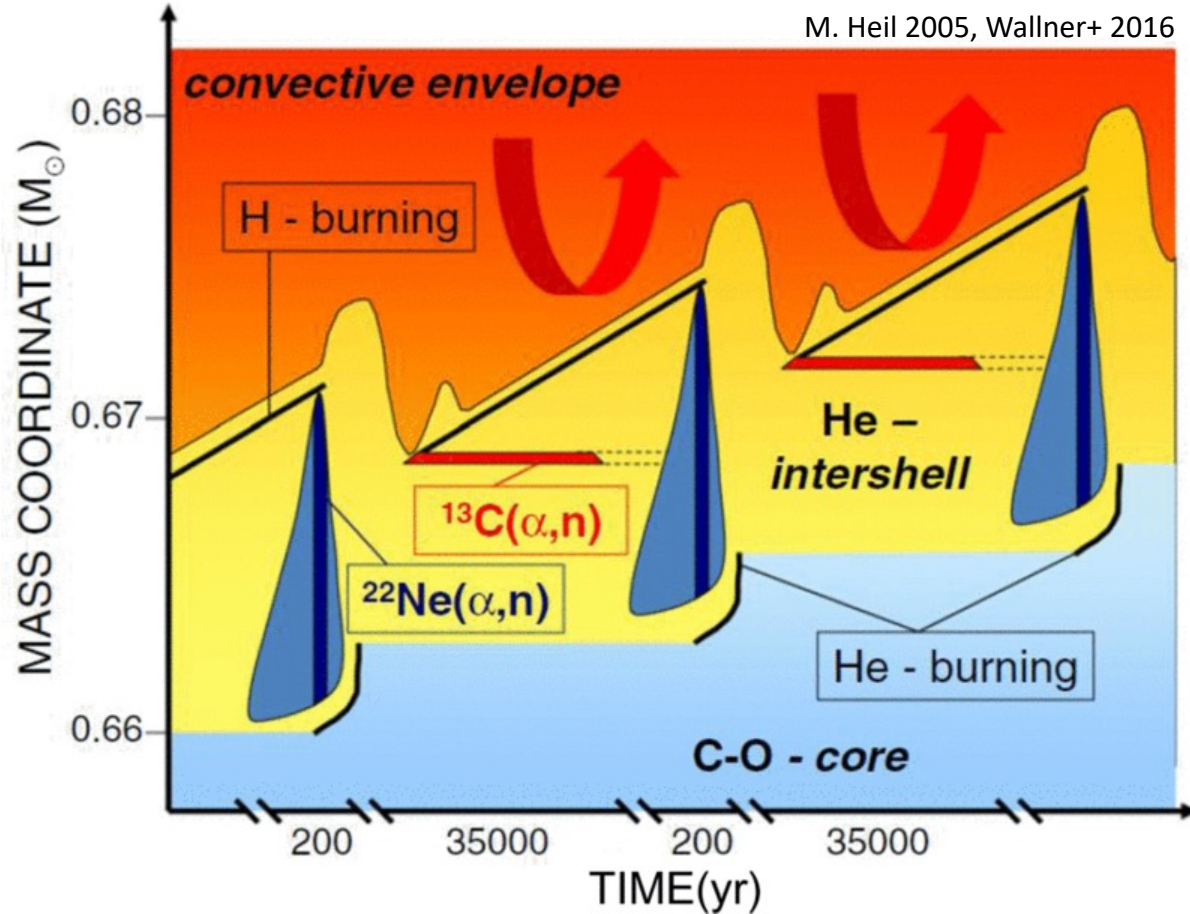 M. Heil 2005, Wallner+ 2016
convective envelope
0.68
H - burning
MASS COORDINATE (M☉)
0.67
He –
intershell
¹³C(α,n)
²²Ne(α,n)
He - burning
0.66
C-O - core
200 35000 200 35000
TIME(yr)